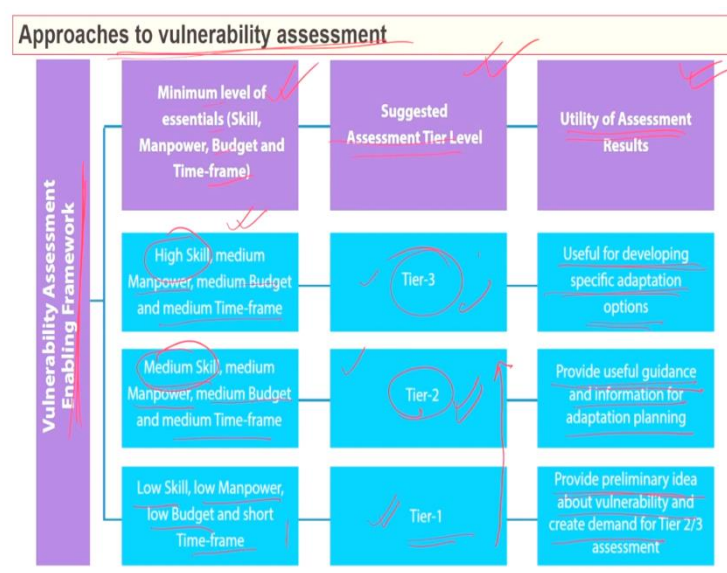 Approaches to vulnerability assessment
Vulnerability Assessment
Enabling Framework
Minimum level of
essentials (Skill,
Manpower, Budget and
Time-frame)
Suggested
Assessment Tier Level
Utility of Assessment
Results
High Skill, medium
Manpower, medium Budget
and medium Time-frame
Tier-3
Useful for developing
specific adaptation
options
Medium Skill, medium
Manpower, medium Budget
and medium Time-frame
Tier-2
Provide useful guidance
and information for
adaptation planning
Low Skill, low Manpower,
low Budget and short
Time-frame
Tier-1
Provide preliminary idea
about vulnerability and
create demand for Tier 2/3
assessment